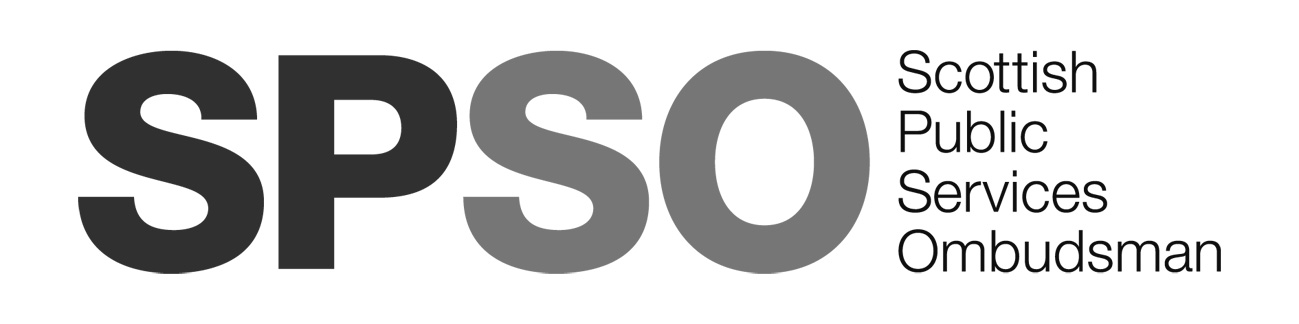 SPSO
Scottish
Public
Services
Ombudsman